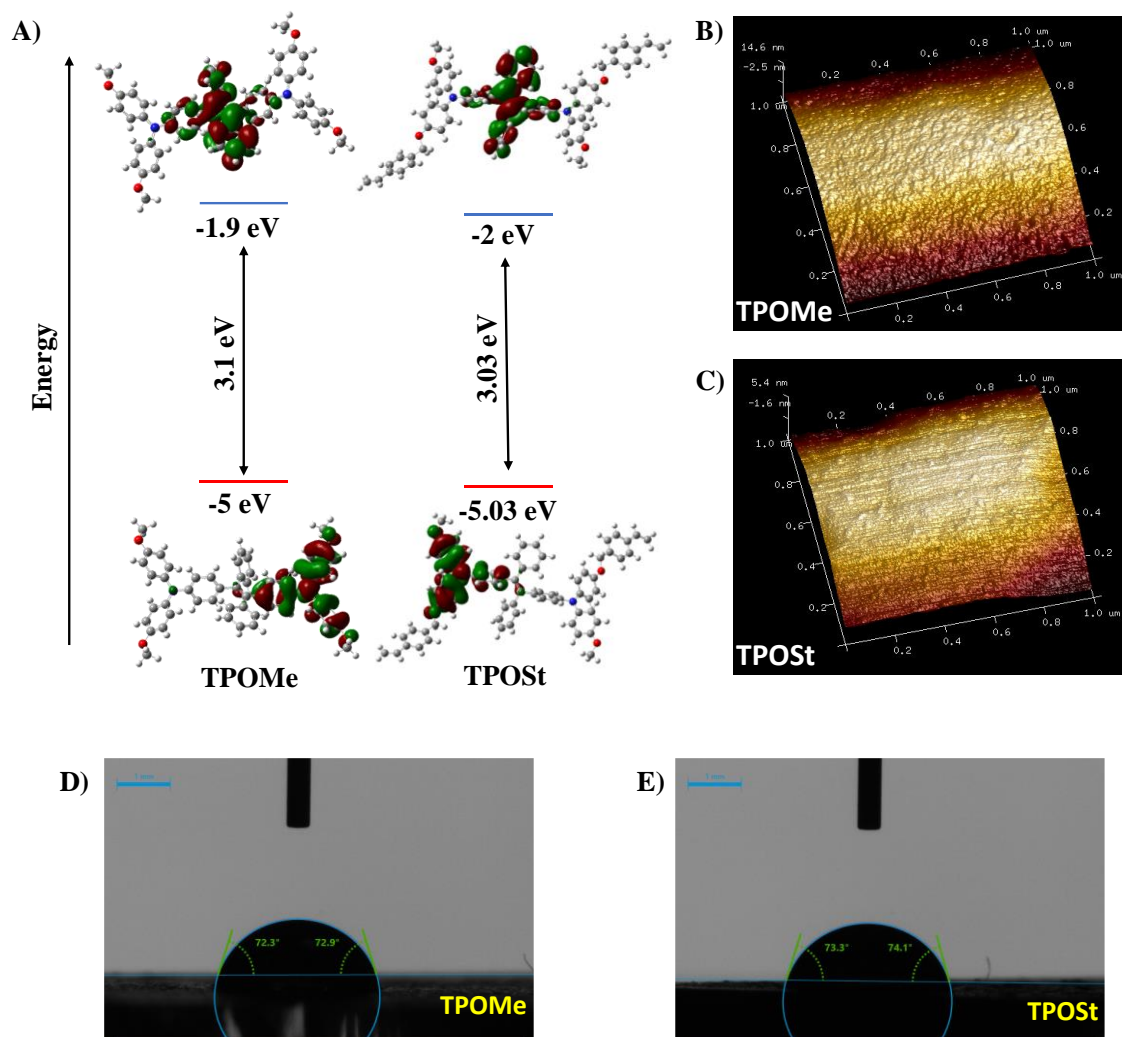 A)
Energy
-1.9 eV
3.1 eV
-5 eV
TPOMe
-2 eV
3.03 eV
-5.03 eV
TPOSt
B)
14.6 nm
-2.5 nm
1.0 um
0.8
0.6
0.4
0.2
0.2
0.4
0.6
0.8
1.0 um
1.0 um
0.8
0.6
0.4
0.2
0.2
0.4
0.6
0.8
1.0 um
TPOMe
C)
5.4 nm
-1.6 nm
1.0 um
0.8
0.6
0.4
0.2
0.2
0.4
0.6
0.8
1.0 um
1.0 um
0.8
0.6
0.4
0.2
0.2
0.4
0.6
0.8
1.0 um
TPOSt
D)
1 mm
72.3°
72.9°
TPOMe
E)
1 mm
73.3°
74.1°
TPOSt